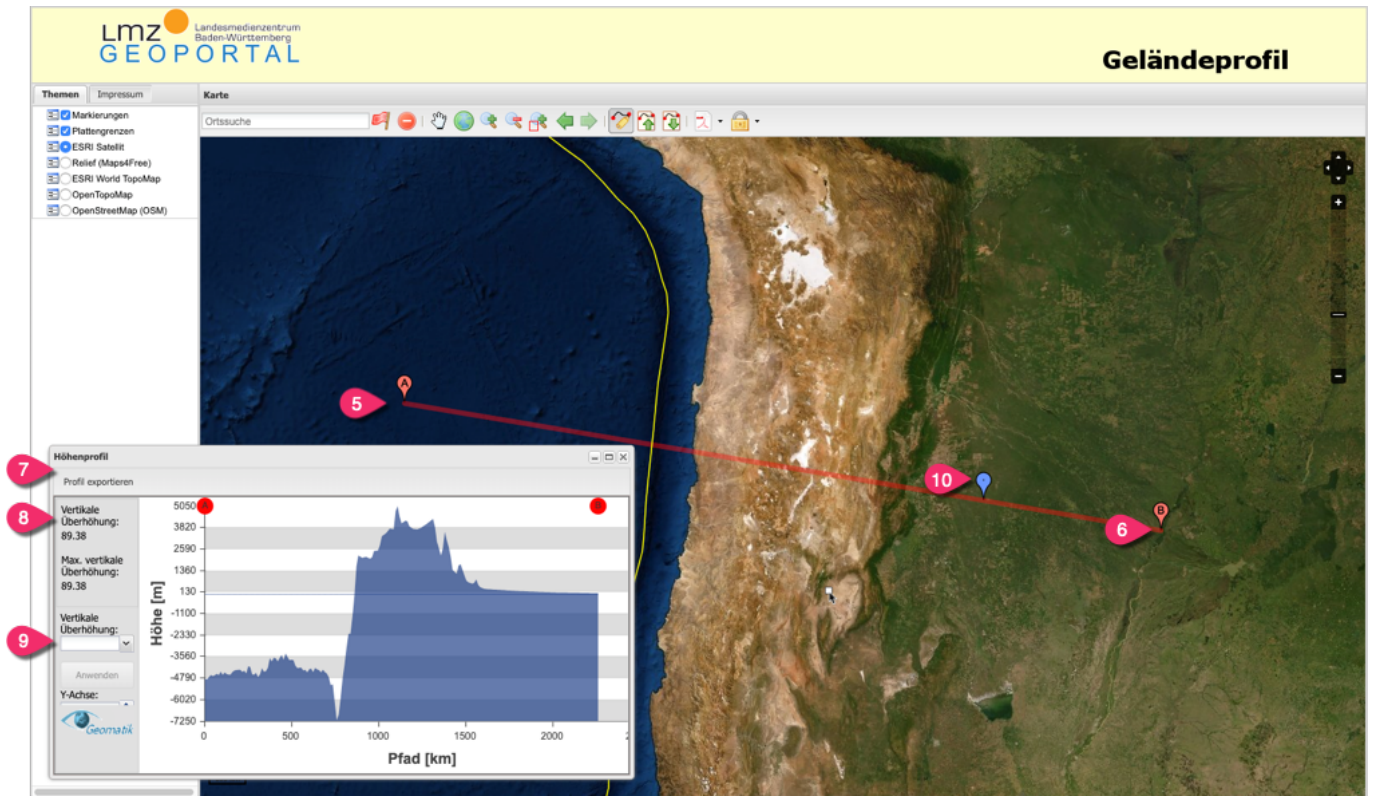 LMZ
Landesmedienzentrum
Baden-Württemberg
GEOPORTAL
Geländeprofil
Themen
Impressum
Karte
Markierungen
Plattengrenzen
ESRI Satellit
Relief (Maps4Free)
ESRI World TopoMap
OpenTopoMap
OpenStreetMap (OSM)
Ortssuche
A
5
10
B
6
7
8
9
Höhenprofil
Profil exportieren
Vertikale
Überhöhung:
89.38
Max. vertikale
Überhöhung:
89.38
Vertikale
Überhöhung:
Anwenden
Y-Achse:
Geomatik
Höhe [m]
5050
3820
2590
1360
130
-1100
-2330
-3560
-4790
-6020
-7250
0
500
1000
1500
2000
Pfad [km]